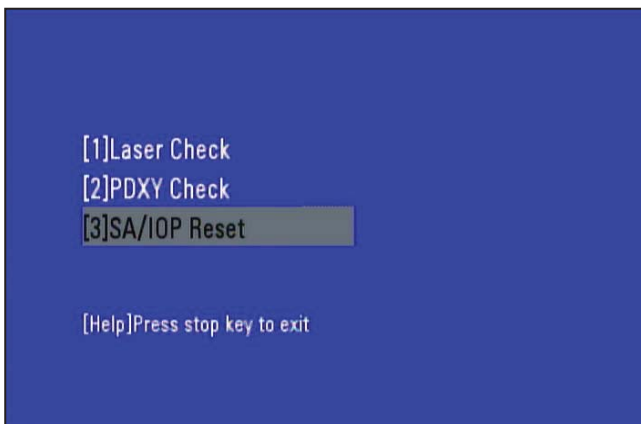 [1]Laser Check
[2]PDXY Check
[3]SA/IOP Reset
[Help]Press stop key to exit